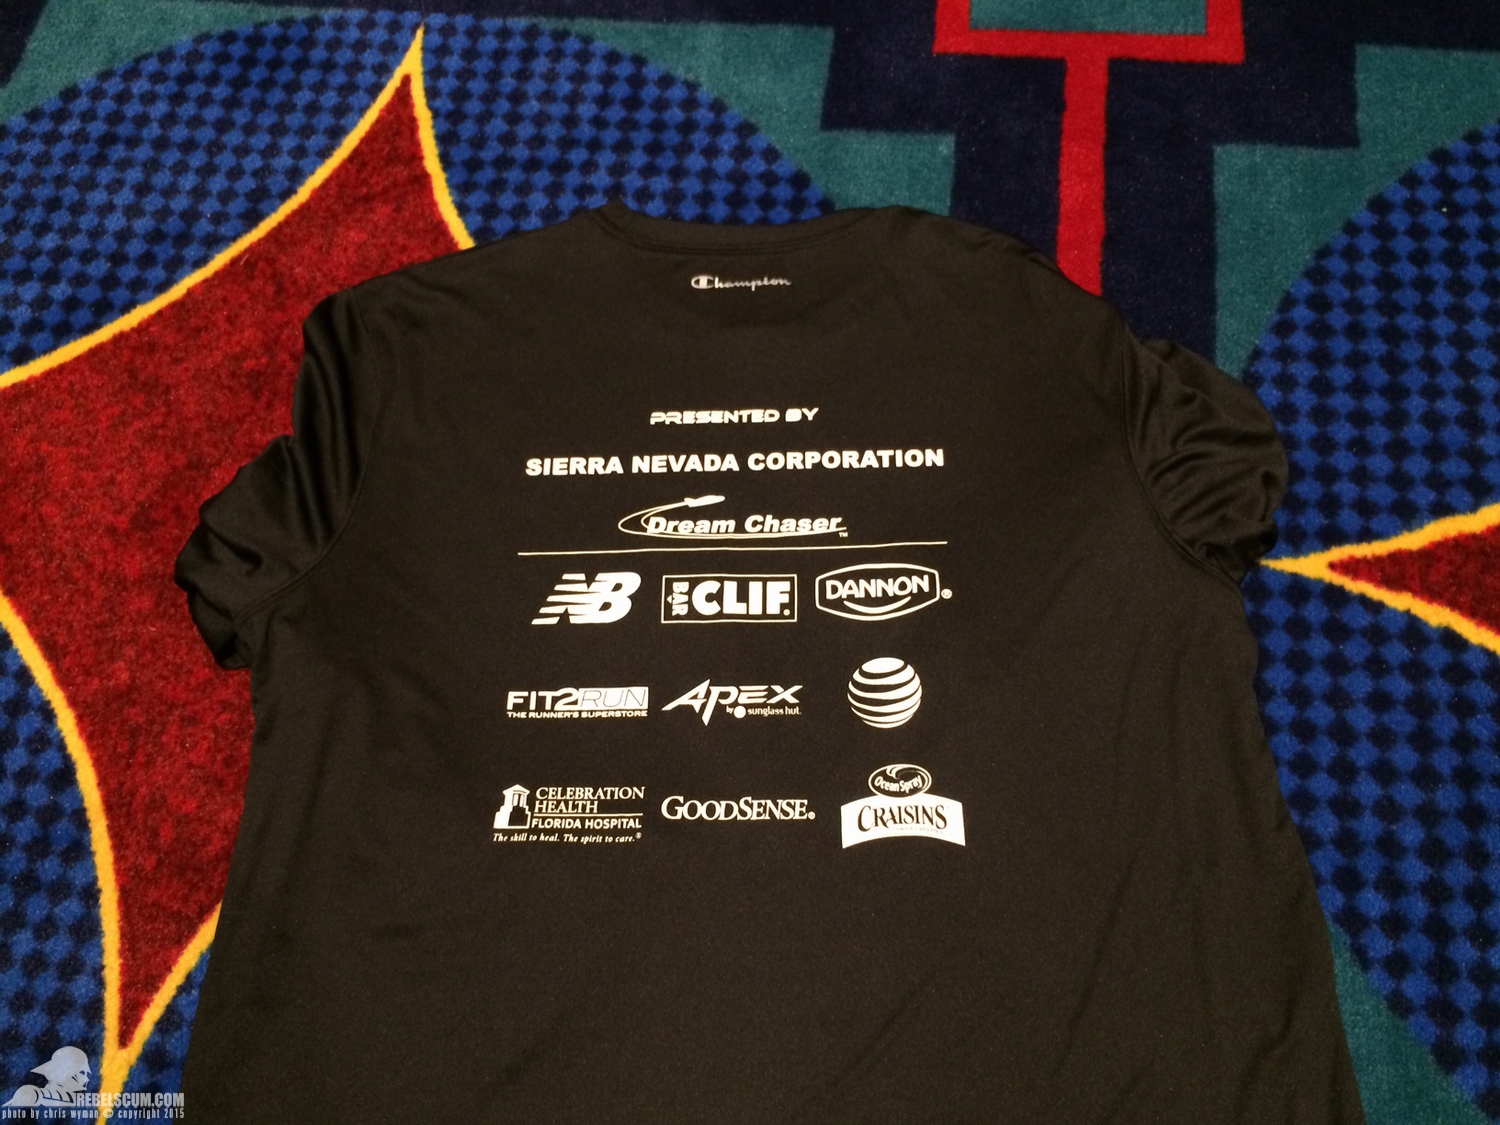 Champion
PRESENTED BY
SIERRA NEVADA CORPORATION
Dream Chaser™
NB BAR CLIF® DANNON®
FIT2RUN APEX
THE RUNNER'S SUPERSTORE by sunglass hut.
CELEBRATION
HEALTH
FLORIDA HOSPITAL
The skill to heal. The spirit to care.®
GOODSENSE®
Ocean Spray
CRAISINS
REBELSCUM.COM
photo by chris wyman © copyright 2015